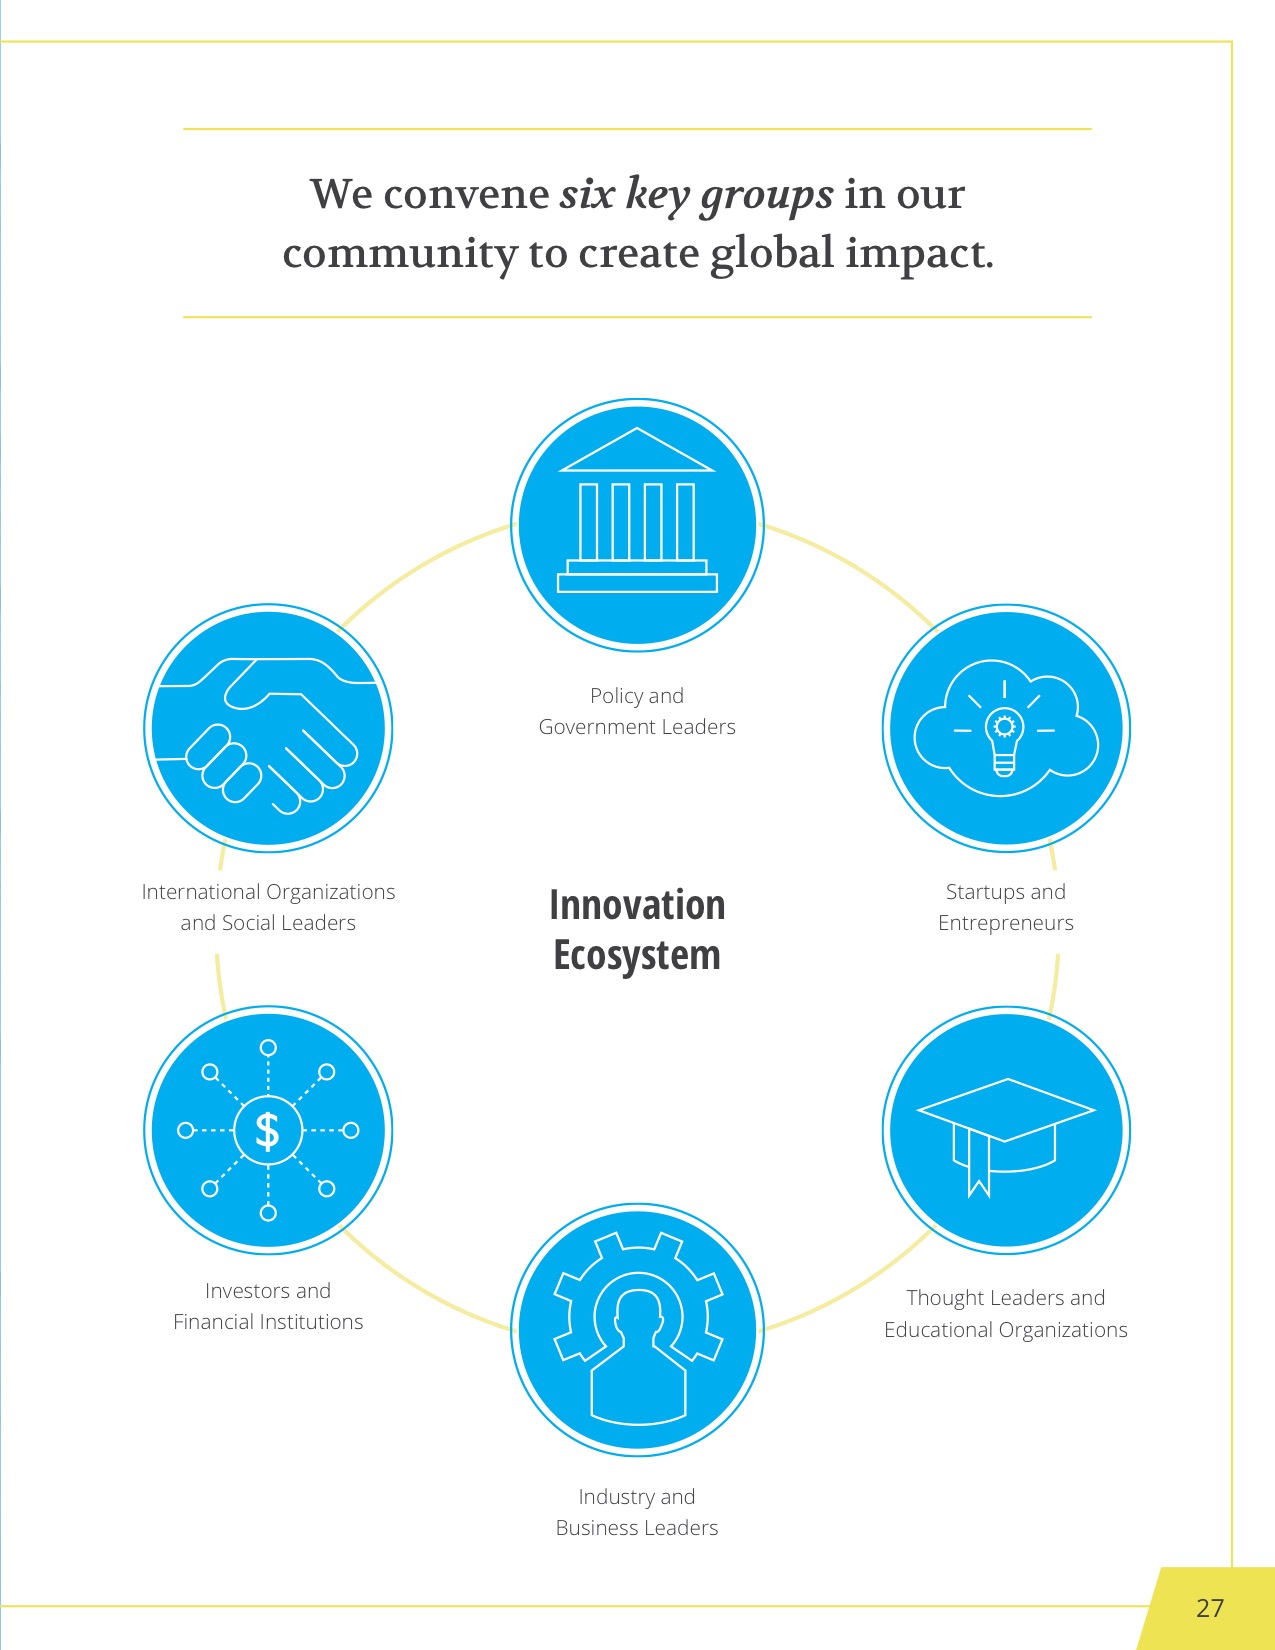 We convene six key groups in our
community to create global impact.
Policy and
Government Leaders
International Organizations
and Social Leaders
Innovation
Ecosystem
Startups and
Entrepreneurs
$
Investors and
Financial Institutions
Thought Leaders and
Educational Organizations
Industry and
Business Leaders
27